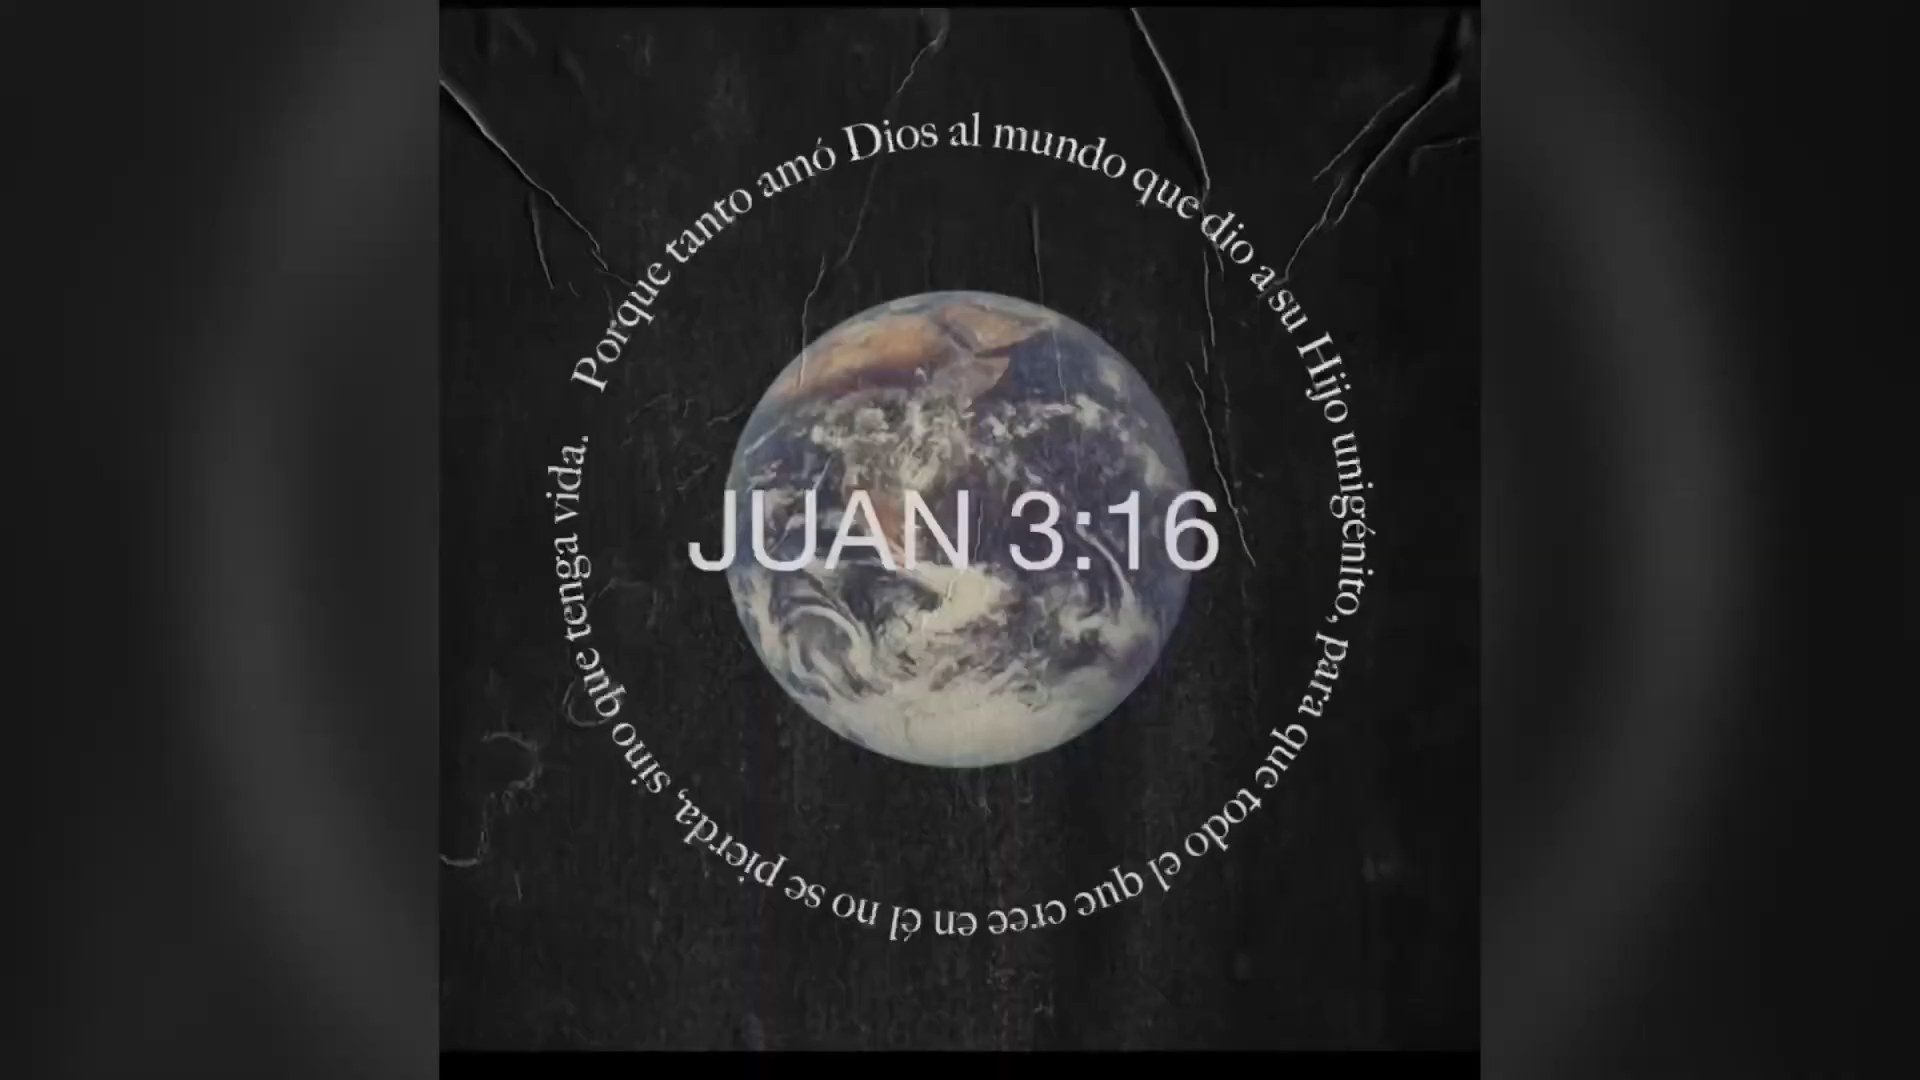 Porque tanto amó Dios al mundo que dio a su Hijo unigénito, para que todo el que cree en él no se pierda, sino que tenga vida.
JUAN 3:16